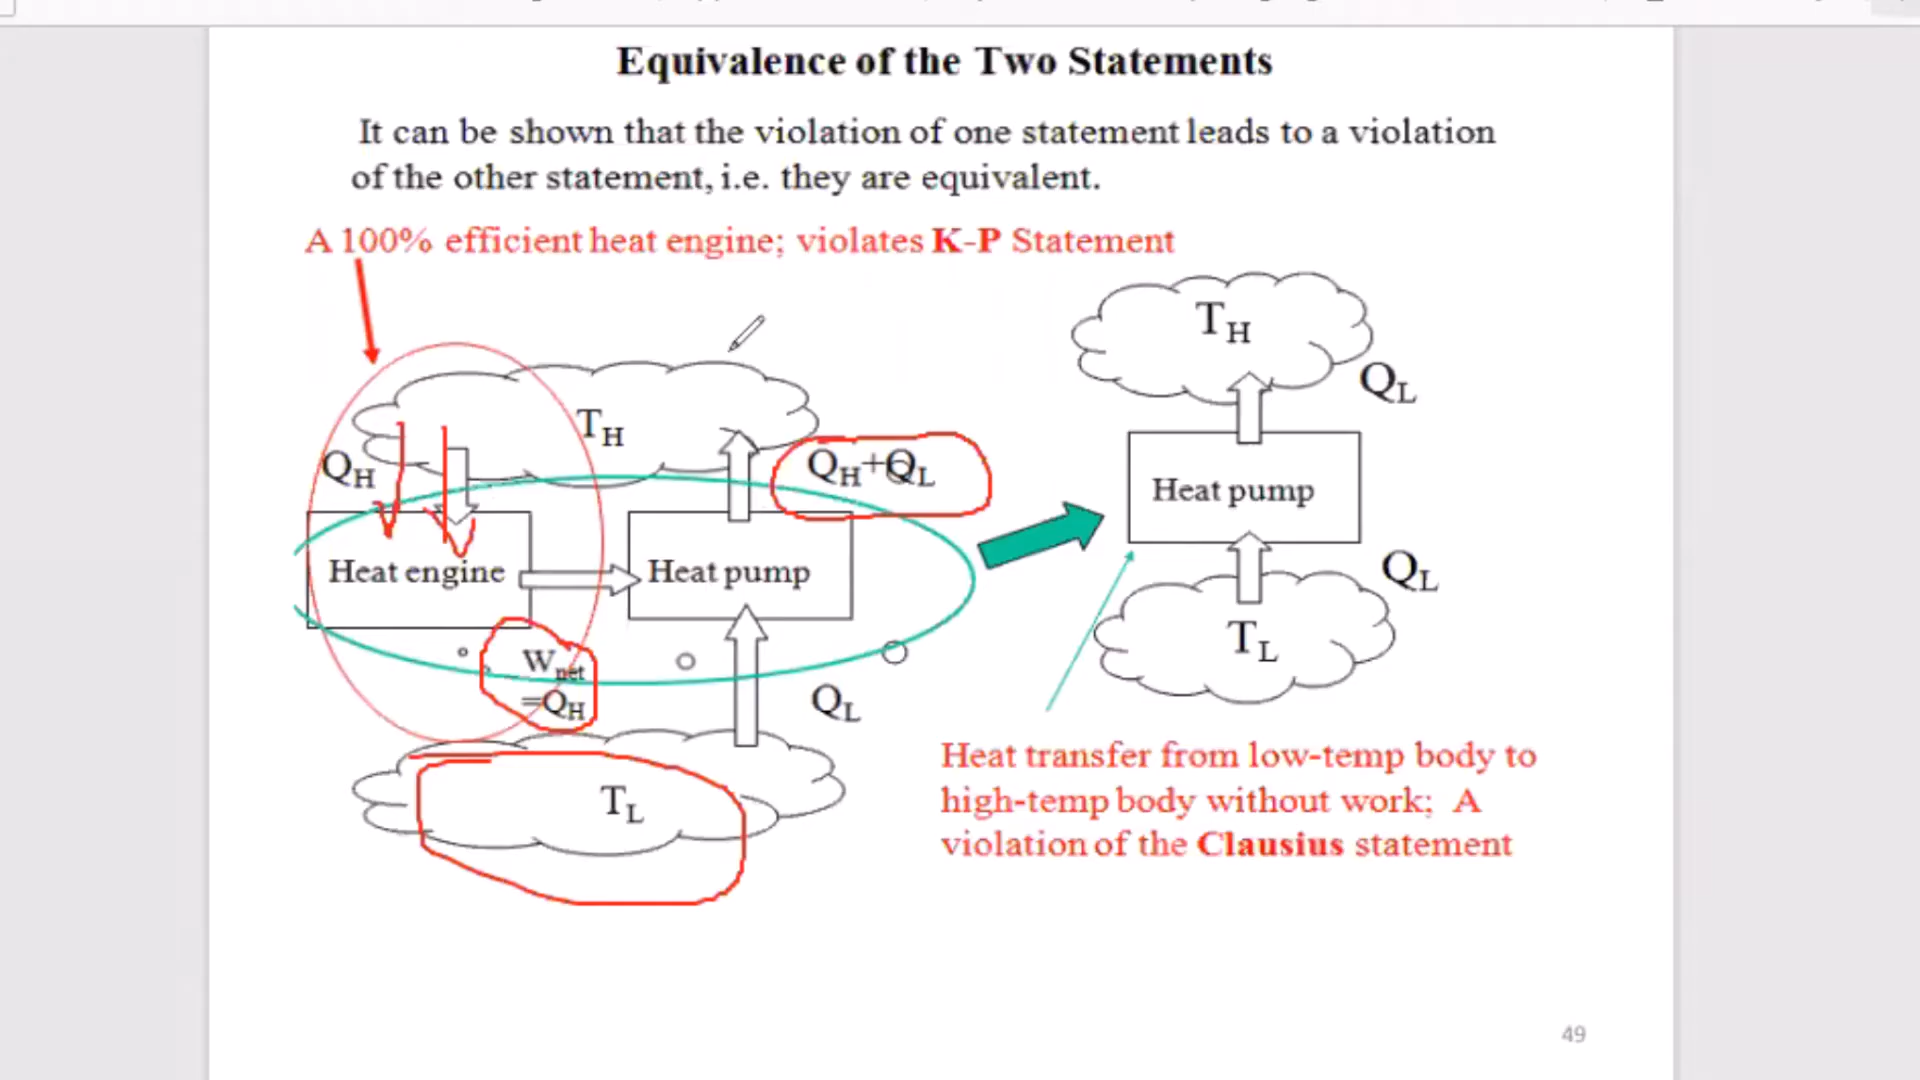 Equivalence of the Two Statements
It can be shown that the violation of one statement leads to a violation
of the other statement, i.e. they are equivalent.
A 100% efficient heat engine; violates K-P Statement
TH
QL
TH
QH
QH+QL
Heat pump
Heat engine
Heat pump
QL
TL
Wnet
=QH
QL
TL
Heat transfer from low-temp body to
high-temp body without work; A
violation of the Clausius statement
49